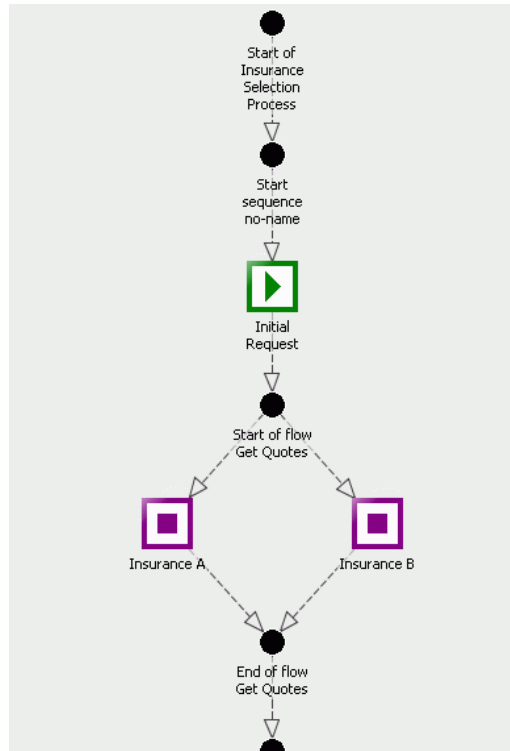 Start of
Insurance
Selection
Process
Start
sequence
no-name
Initial
Request
Start of flow
Get Quotes
Insurance A
Insurance B
End of flow
Get Quotes